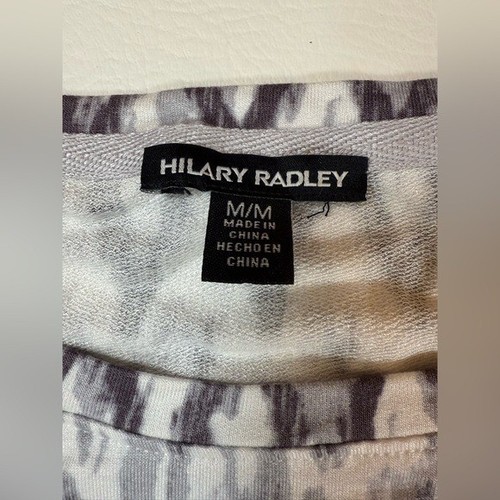 HILARY RADLEY
M/M
MADE IN
CHINA
HECHO EN
CHINA